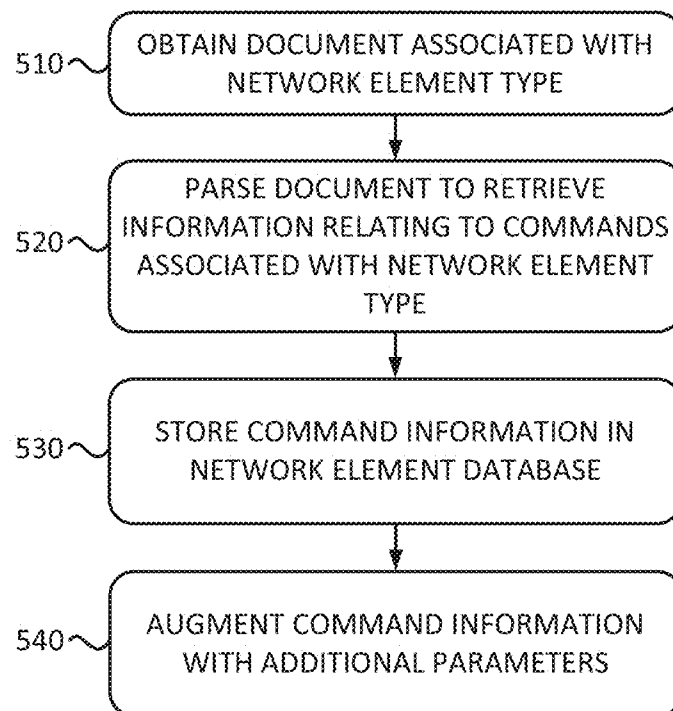 510
OBTAIN DOCUMENT ASSOCIATED WITH
NETWORK ELEMENT TYPE
520
PARSE DOCUMENT TO RETRIEVE
INFORMATION RELATING TO COMMANDS
ASSOCIATED WITH NETWORK ELEMENT
TYPE
530
STORE COMMAND INFORMATION IN
NETWORK ELEMENT DATABASE
540
AUGMENT COMMAND INFORMATION
WITH ADDITIONAL PARAMETERS